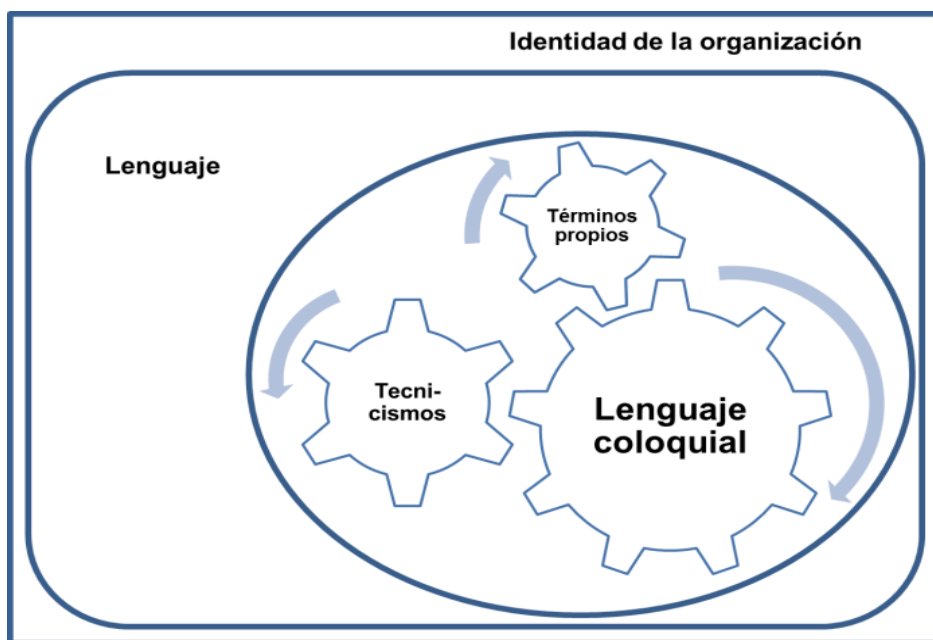 Identidad de la organización
Lenguaje
Términos
propios
Tecni-
cismos
Lenguaje
coloquial